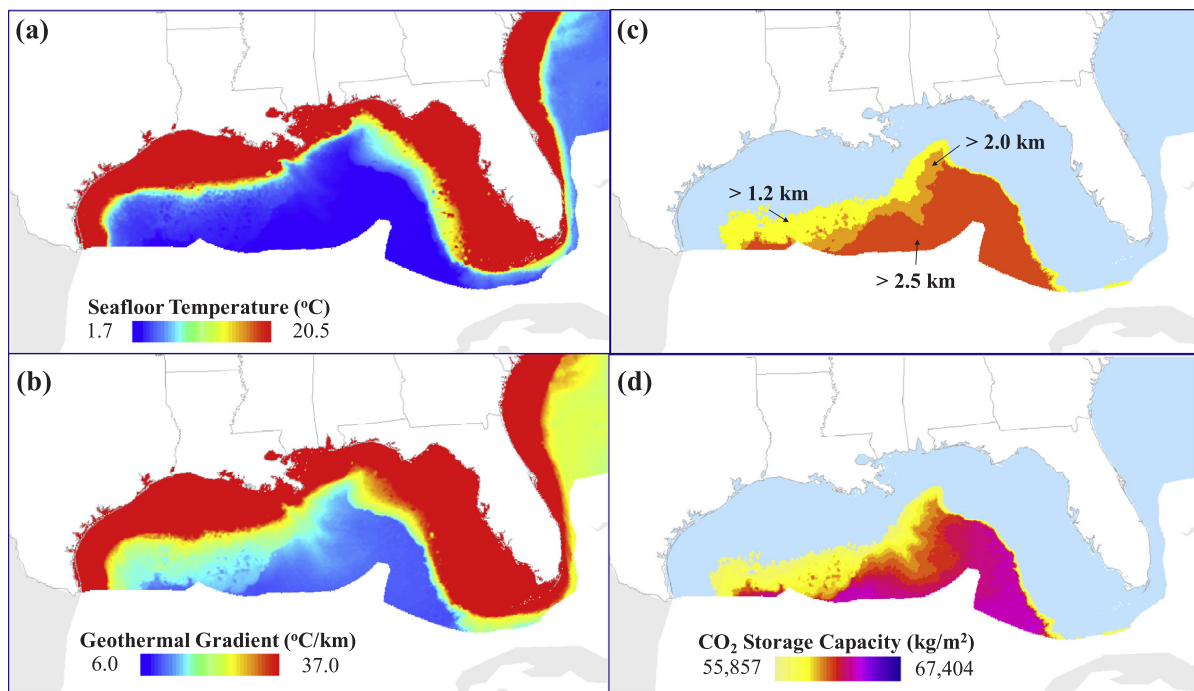 (a)
Seafloor Temperature (oC)
1.7 20.5
(c)
> 2.0 km
> 1.2 km
> 2.5 km
(b)
Geothermal Gradient (oC/km)
6.0 37.0
(d)
CO2 Storage Capacity (kg/m2)
55,857 67,404